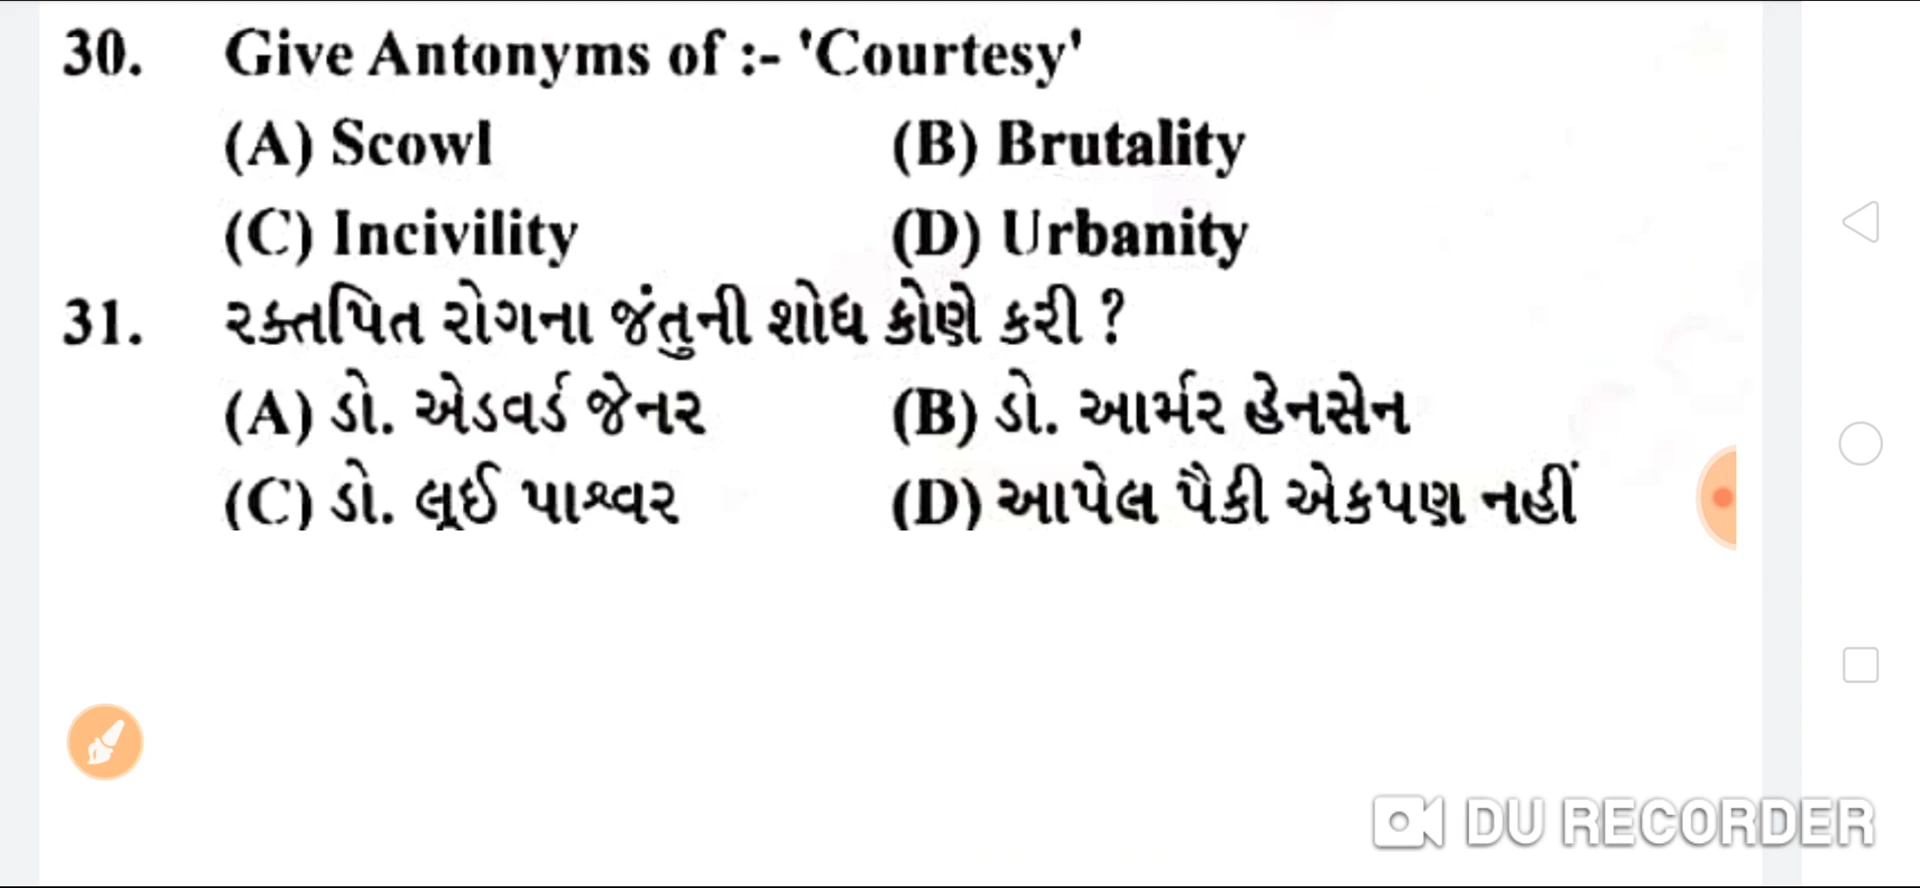 30. Give Antonyms of :- 'Courtesy'
(A) Scowl (B) Brutality
(C) Incivility (D) Urbanity
31. રક્તપિત રોગના જંતુની શોધ કોણે કરી ?
(A) ડો. એડવર્ડ જેનર (B) ડો. આર્મર હેનસેન
(C) ડો. લૂઈ પાશ્વર (D) આપેલ પૈકી એકપણ નહીં
DU RECORDER